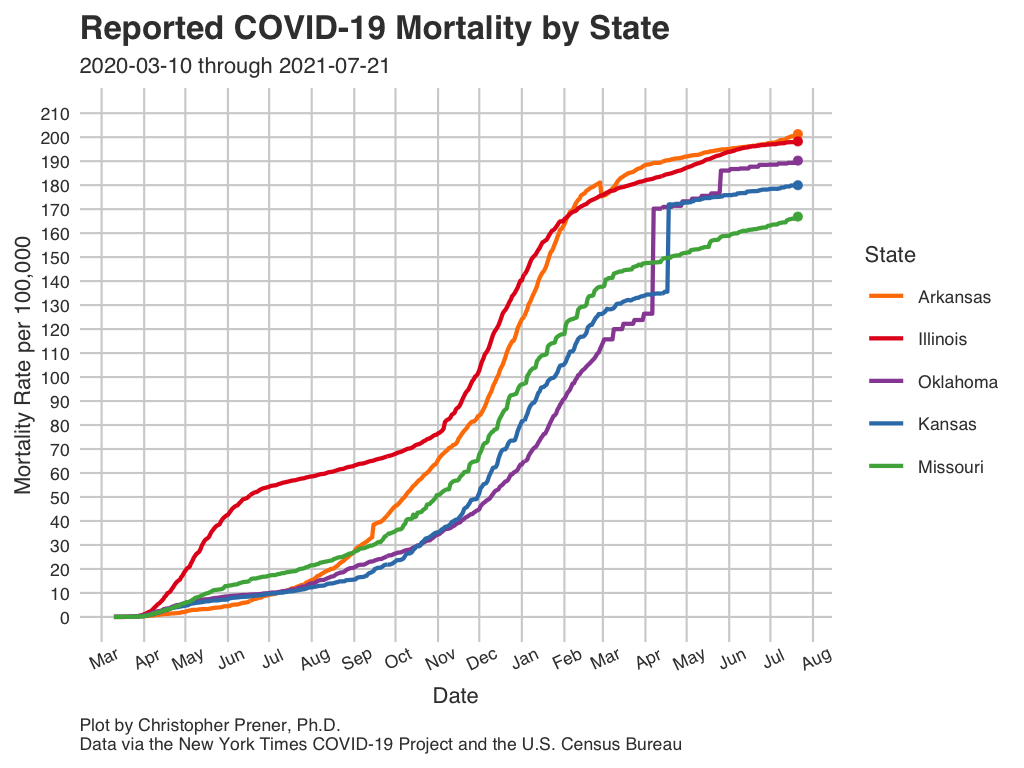 Reported COVID-19 Mortality by State
2020-03-10 through 2021-07-21
Mortality Rate per 100,000
210
200
190
180
170
160
150
140
130
120
110
100
90
80
70
60
50
40
30
20
10
0
Mar Apr May Jun Jul Aug Sep Oct Nov Dec Jan Feb Mar Apr May Jun Jul Aug
Date
State
Arkansas
Illinois
Oklahoma
Kansas
Missouri
Plot by Christopher Prener, Ph.D.
Data via the New York Times COVID-19 Project and the U.S. Census Bureau